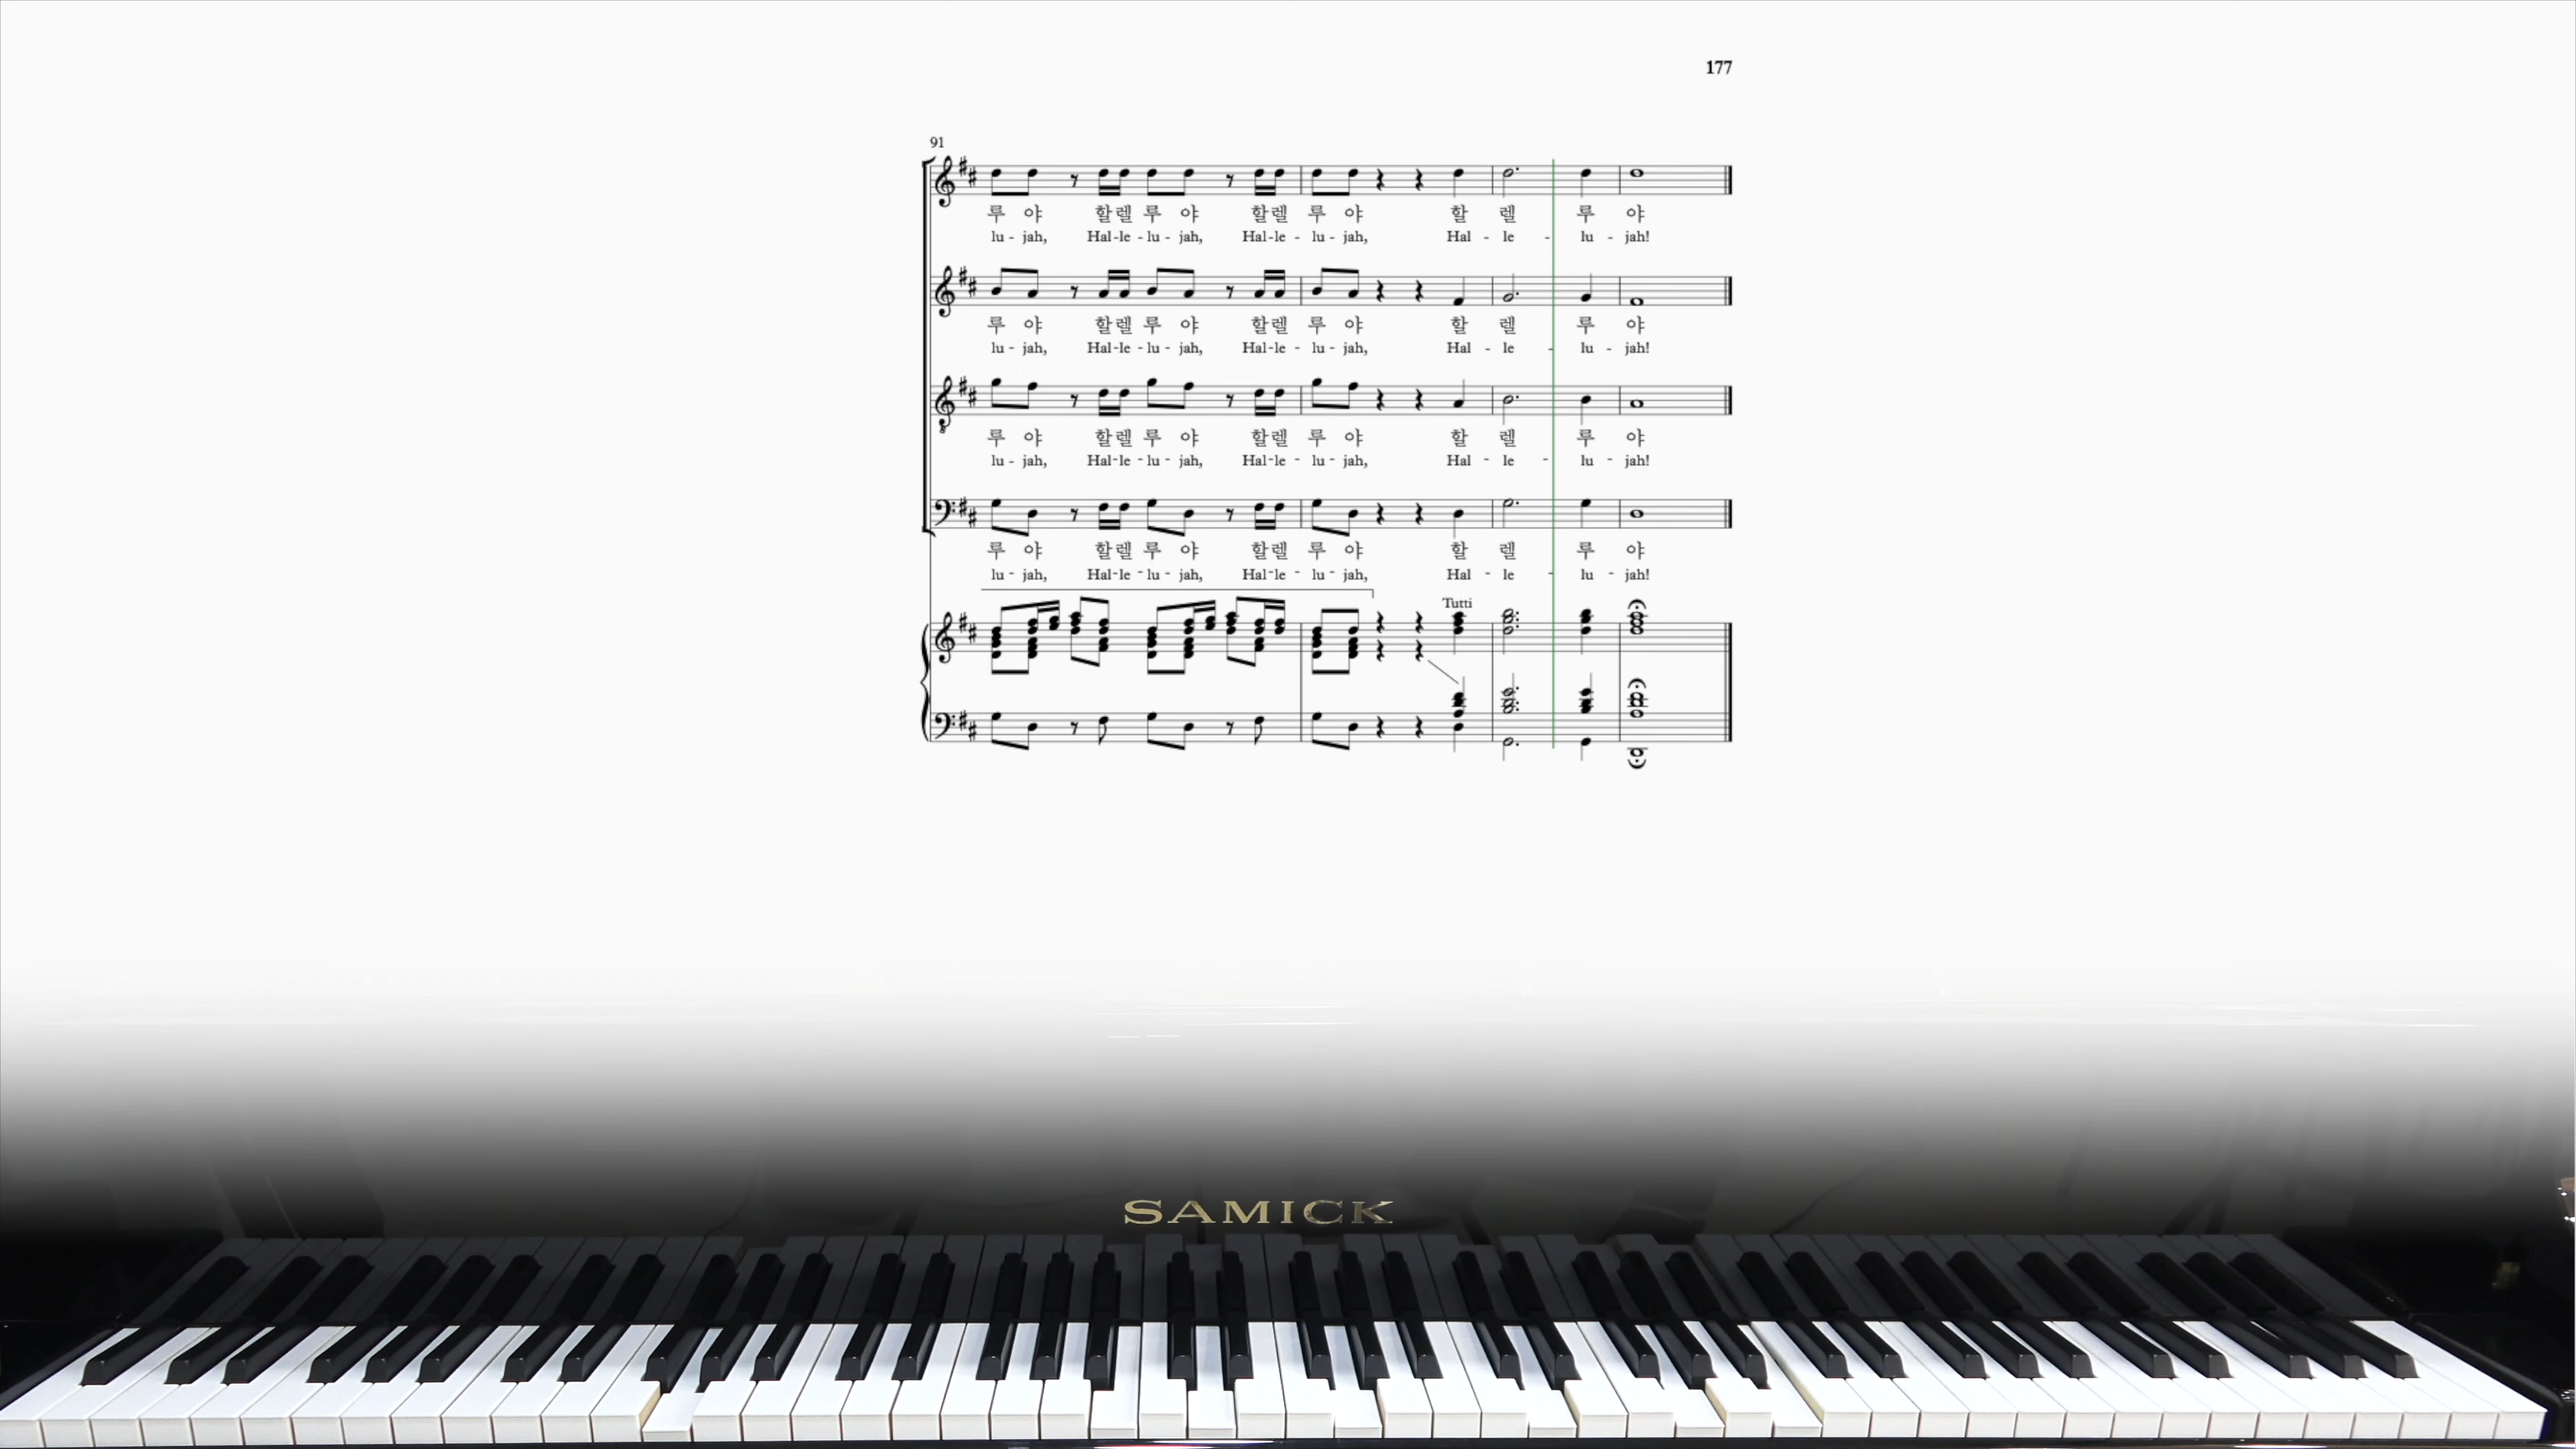 177
91
루 야 할렐 루 야 할렐 루 야 할 렐 루 야
lu - jah, Hal-le - lu - jah, Hal-le - lu - jah, Hal - le - lu - jah!
루 야 할렐 루 야 할렐 루 야 할 렐 루 야
lu - jah, Hal-le - lu - jah, Hal-le - lu - jah, Hal - le - lu - jah!
루 야 할렐 루 야 할렐 루 야 할 렐 루 야
lu - jah, Hal-le - lu - jah, Hal-le - lu - jah, Hal - le - lu - jah!
루 야 할렐 루 야 할렐 루 야 할 렐 루 야
lu - jah, Hal-le - lu - jah, Hal-le - lu - jah, Hal - le - lu - jah!
Tutti
SAMICK